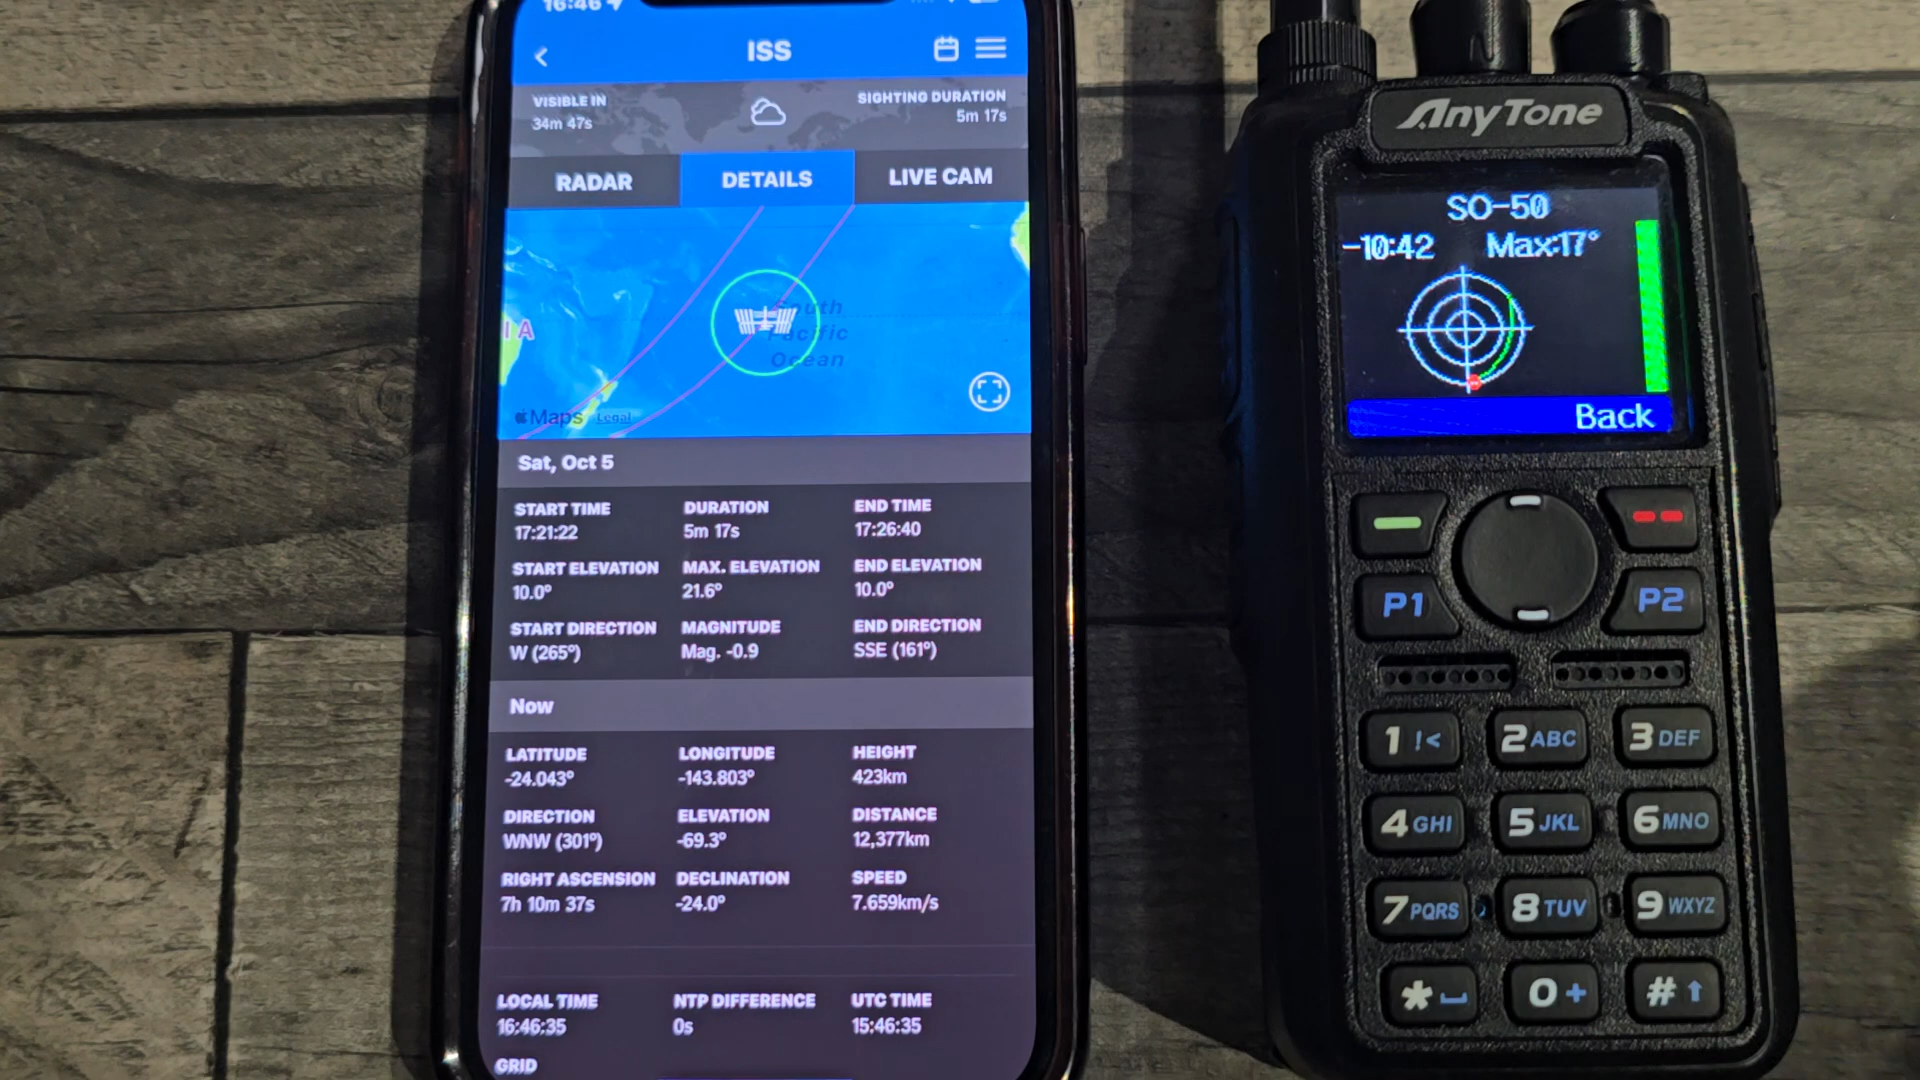 16:46
ISS
VISIBLE IN
34m 47s
SIGHTING DURATION
5m 17s
RADAR
DETAILS
LIVE CAM
IA
South
Pacific
Ocean
Maps Legal
Sat, Oct 5
START TIME DURATION END TIME
17:21:22 5m 17s 17:26:40
START ELEVATION MAX. ELEVATION END ELEVATION
10.0° 21.6° 10.0°
START DIRECTION MAGNITUDE END DIRECTION
W (265°) Mag. -0.9 SSE (161°)
Now
LATITUDE LONGITUDE HEIGHT
-24.043° -143.803° 423km
DIRECTION ELEVATION DISTANCE
WNW (301°) -69.3° 12,377km
RIGHT ASCENSION DECLINATION SPEED
7h 10m 37s -24.0° 7.659km/s
LOCAL TIME NTP DIFFERENCE UTC TIME
16:46:35 0s 15:46:35
GRID
AnyTone
SO-50
-10:42 Max:17°
Back
P1 P2
1 !< 2 ABC 3 DEF
4 GHI 5 JKL 6 MNO
7 PQRS 8 TUV 9 WXYZ
* ⎵ 0 + # ⬆